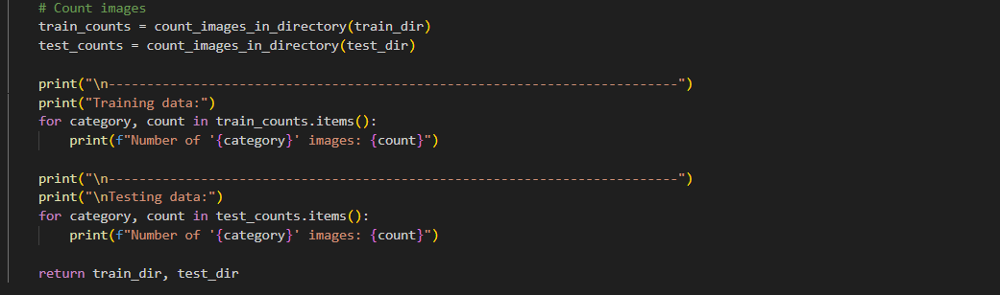 # Count images
train_counts = count_images_in_directory(train_dir)
test_counts = count_images_in_directory(test_dir)
print("\n--------------------------------------------------------------------------")
print("Training data:")
for category, count in train_counts.items():
print(f"Number of '{category}' images: {count}")
print("\n--------------------------------------------------------------------------")
print("\nTesting data:")
for category, count in test_counts.items():
print(f"Number of '{category}' images: {count}")
return train_dir, test_dir